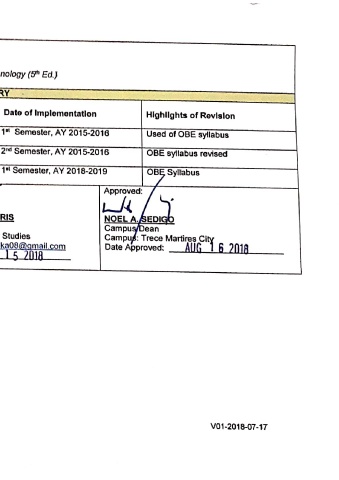 nology (5th Ed.)
RY
Date of Implementation Highlights of Revision
1st Semester, AY 2015-2016 Used of OBE syllabus
2nd Semester, AY 2015-2016 OBE syllabus revised
1st Semester, AY 2018-2019 OBE Syllabus
Approved:
RIS NOEL A. SEDIGO
Campus Dean
Studies Campus: Trece Martires City
ka08@gmail.com Date Approved: AUG 16 2018
15 2018
V01-2018-07-17